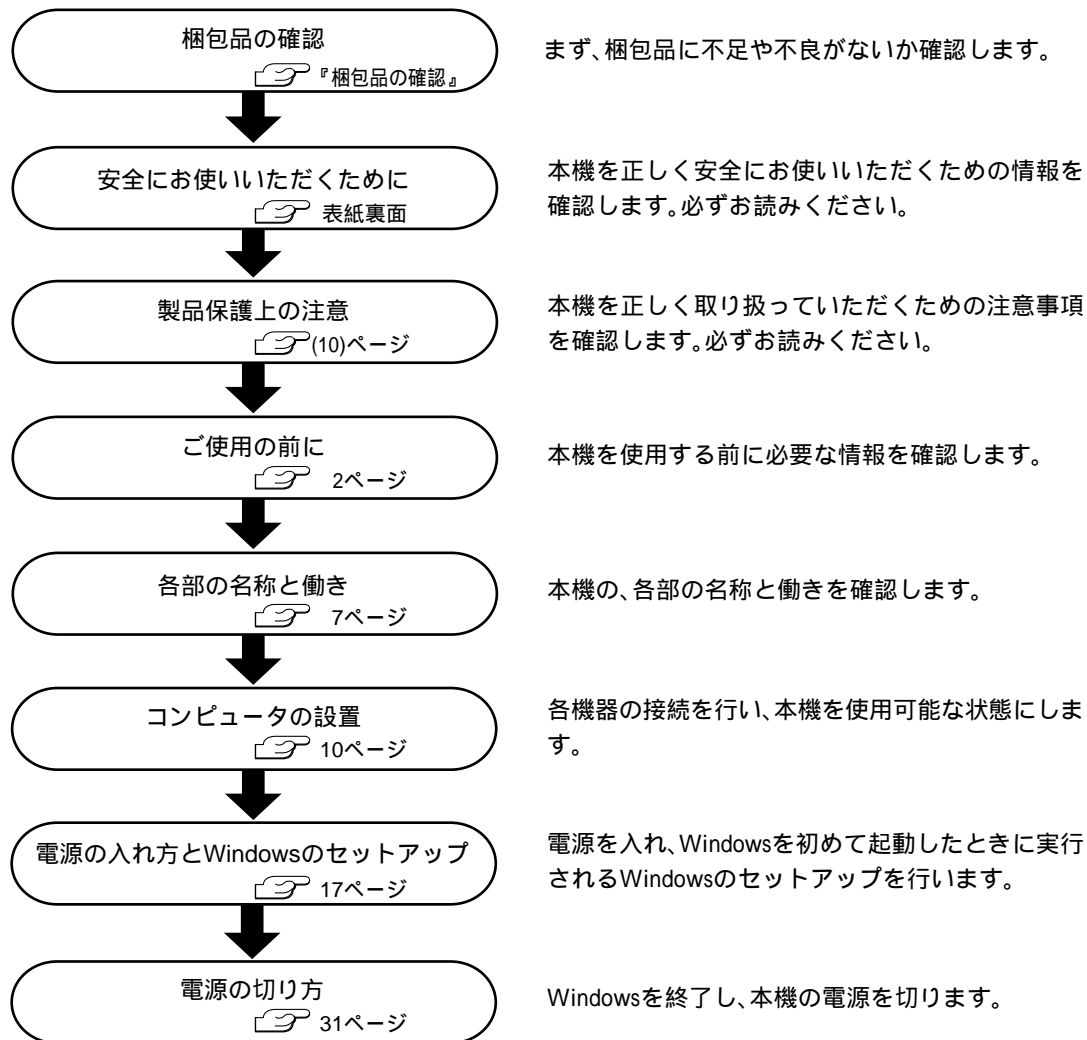 梱包品の確認
『梱包品の確認』
まず、梱包品に不足や不良がないか確認します。
安全にお使いいただくために
表紙裏面
本機を正しく安全にお使いいただくための情報を
確認します。必ずお読みください。
製品保護上の注意
(10)ページ
本機を正しく取り扱っていただくための注意事項
を確認します。必ずお読みください。
ご使用の前に
2ページ
本機を使用する前に必要な情報を確認します。
各部の名称と働き
7ページ
本機の、各部の名称と働きを確認します。
コンピュータの設置
10ページ
各機器の接続を行い、本機を使用可能な状態にしま
す。
電源の入れ方とWindowsのセットアップ
17ページ
電源を入れ、Windowsを初めて起動したときに実行
されるWindowsのセットアップを行います。
電源の切り方
31ページ
Windowsを終了し、本機の電源を切ります。